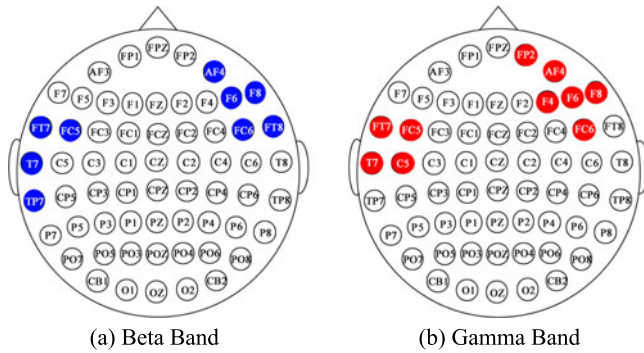 FP1 FPZ FP2 FP1 FPZ FP2
AF3 AF4 AF3 AF4
F7 F5 F3 F1 FZ F2 F4 F6 F8 F7 F5 F3 F1 FZ F2 F4 F6 F8
FT7 FC5 FC3 FC1 FCZ FC2 FC4 FC6 FT8 FT7 FC5 FC3 FC1 FCZ FC2 FC4 FC6 FT8
T7 C5 C3 C1 CZ C2 C4 C6 T8 T7 C5 C3 C1 CZ C2 C4 C6 T8
TP7 CP5 CP3 CP1 CPZ CP2 CP4 CP6 TP8 TP7 CP5 CP3 CP1 CPZ CP2 CP4 CP6 TP8
P7 P5 P3 P1 PZ P2 P4 P6 P8 P7 P5 P3 P1 PZ P2 P4 P6 P8
PO7 PO5 PO3 POZ PO4 PO6 PO8 PO7 PO5 PO3 POZ PO4 PO6 PO8
CB1 O1 OZ O2 CB2 CB1 O1 OZ O2 CB2
(a) Beta Band (b) Gamma Band